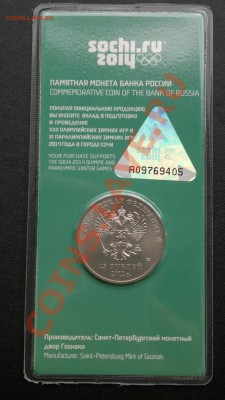 sochi.ru
2014
ПАМЯТНАЯ МОНЕТА БАНКА РОССИИ
COMMEMORATIVE COIN OF THE BANK OF RUSSIA
ПОКУПАЯ ОФИЦИАЛЬНУЮ ПРОДУКЦИЮ,
ВЫ ВНОСИТЕ ВКЛАД В ПОДГОТОВКУ
И ПРОВЕДЕНИЕ
XXII ОЛИМПИЙСКИХ ЗИМНИХ ИГР И
XI ПАРАЛИМПИЙСКИХ ЗИМНИХ ИГР
2014 ГОДА В ГОРОДЕ СОЧИ
YOUR PURCHASE SUPPORTS
THE SOCHI 2014 OLYMPIC AND
PARALYMPIC WINTER GAMES
A09769405
25 РУБЛЕЙ
Производитель: Санкт-Петербургский монетный
двор Гознака
Manufacturer: Saint-Petersburg Mint of Goznak